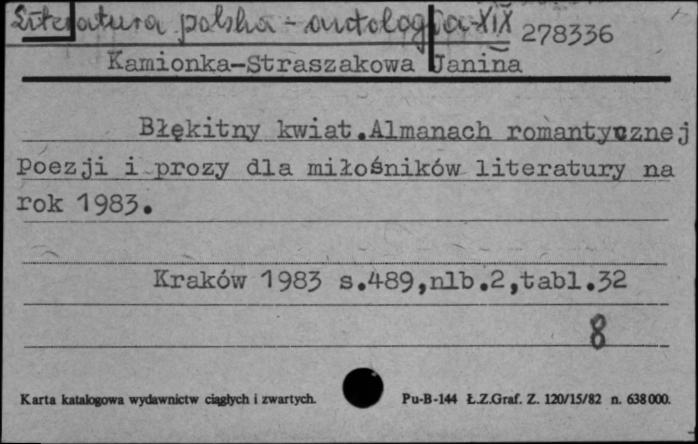 Literatura polska - antologia - XIX 278336
Kamionka-Straszakowa Janina
Błękitny kwiat. Almanach romantycznej
poezji i prozy dla miłośników literatury na
rok 1983.
Kraków 1983 s.489,nlb.2,tabl.32
8
Karta katalogowa wydawnictw ciągłych i zwartych. Pu-B-144 Ł.Z.Graf. Z. 120/15/82 n. 638000.